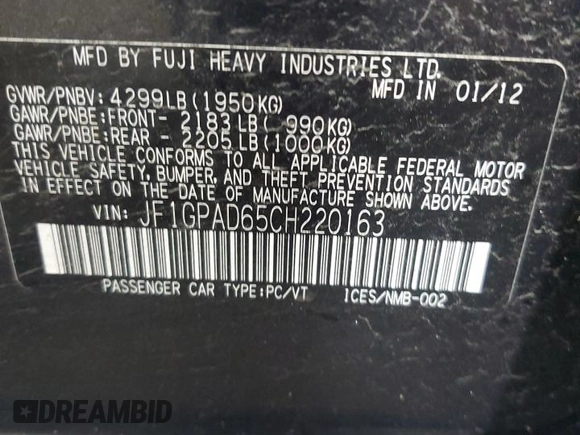 MFD BY FUJI HEAVY INDUSTRIES LTD.
MFD IN 01/12
GVWR/PNBV: 4299LB (1950KG)
GAWR/PNBE:FRONT- 2183LB ( 990KG)
GAWR/PNBE:REAR - 2205LB (1000KG)
THIS VEHICLE CONFORMS TO ALL APPLICABLE FEDERAL MOTOR
VEHICLE SAFETY, BUMPER, AND THEFT PREVENTION STANDARDS
IN EFFECT ON THE DATE OF MANUFACTURE SHOWN ABOVE.
VIN: JF1GPAD65CH220163
PASSENGER CAR TYPE:PC/VT 1CES/NMB-002
DREAMBID